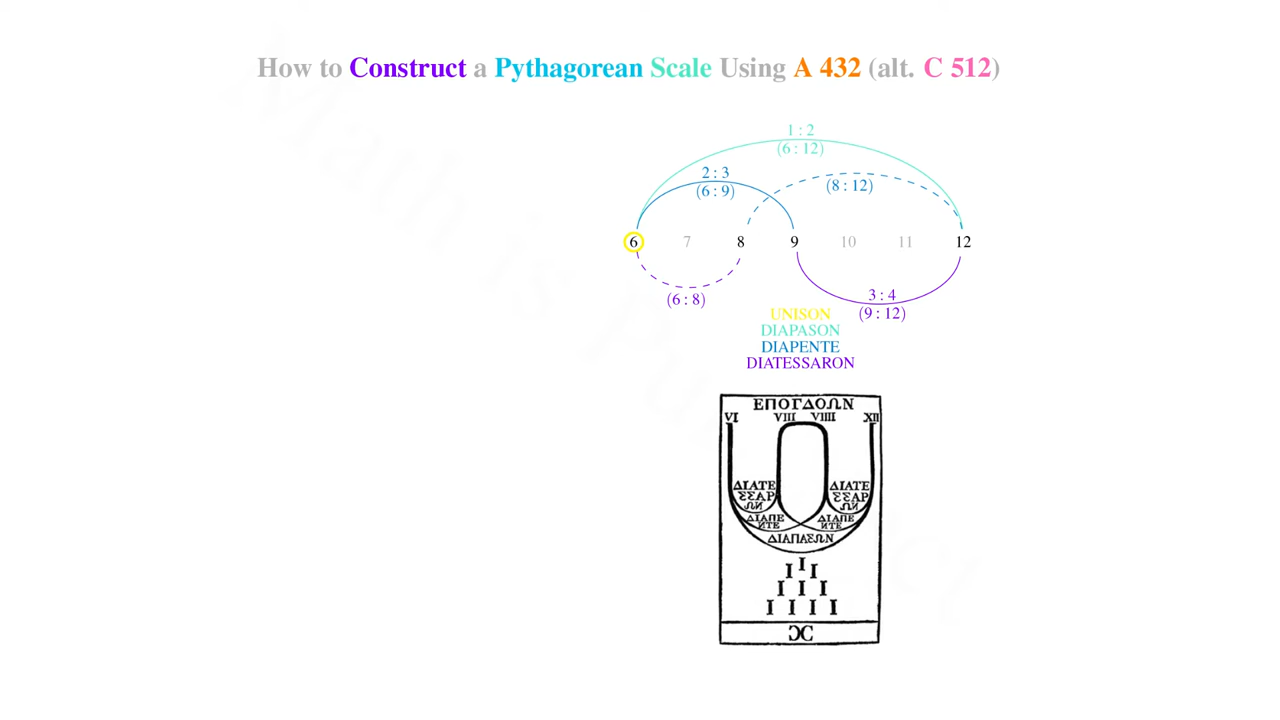 How to Construct a Pythagorean Scale Using A 432 (alt. C 512)
1 : 2
(6 : 12)
2 : 3
(6 : 9)
(8 : 12)
6 7 8 9 10 11 12
(6 : 8)
3 : 4
(9 : 12)
UNISON
DIAPASON
DIAPENTE
DIATESSARON
ΕΠΟΓΔΟΩΝ
VI VIII VIIII XII
ΔΙΑΤΕ ΔΙΑΤΕ
ΣΣΑΡ ΣΣΑΡ
ΩΝ ΩΝ
ΔΙΑΠΕ ΔΙΑΠΕ
ΝΤΕ ΝΤΕ
ΔΙΑΠΑΣΩΝ
I
I I
I I I
I I I I
ƆC